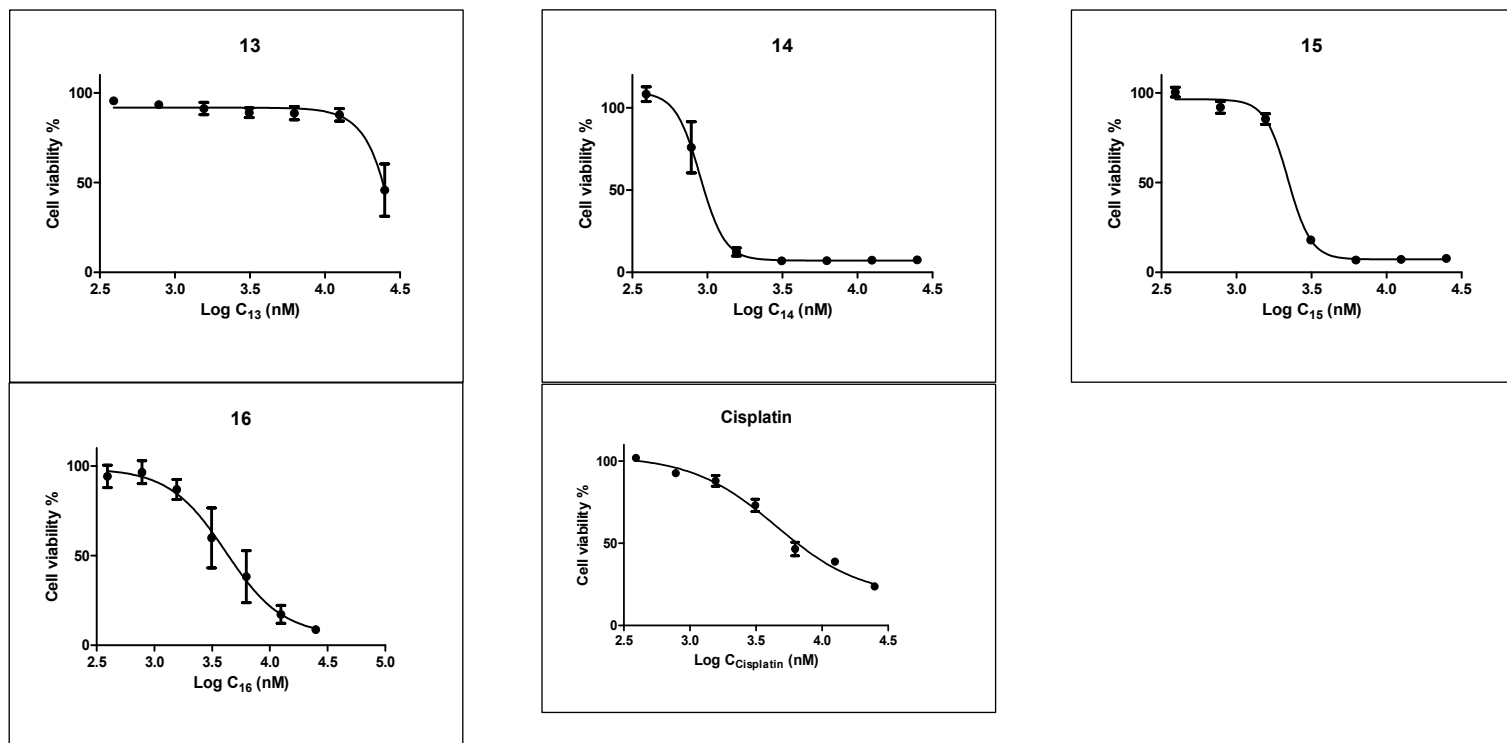 13
Cell viability %
100
50
0
2.5 3.0 3.5 4.0 4.5
Log C13 (nM)
14
Cell viability %
100
50
0
2.5 3.0 3.5 4.0 4.5
Log C14 (nM)
15
Cell viability %
100
50
0
2.5 3.0 3.5 4.0 4.5
Log C15 (nM)
16
Cell viability %
100
50
0
2.5 3.0 3.5 4.0 4.5 5.0
Log C16 (nM)
Cisplatin
Cell viability %
100
50
0
2.5 3.0 3.5 4.0 4.5
Log CCisplatin (nM)